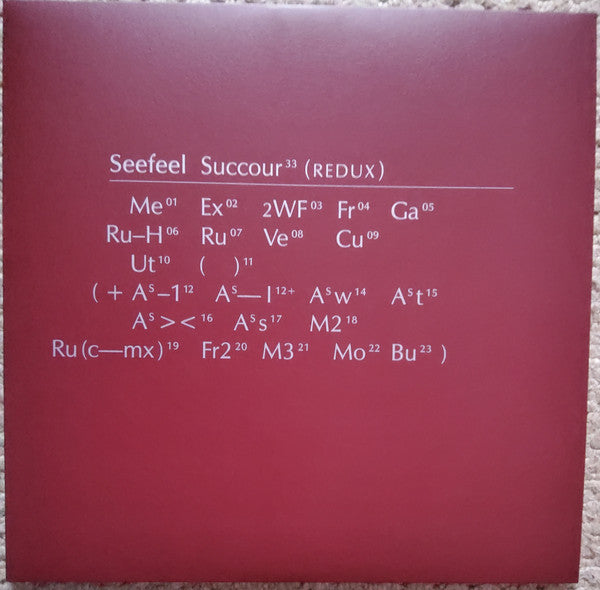 Seefeel Succour³³ (REDUX)
Me⁰¹ Ex⁰² 2WF⁰³ Fr⁰⁴ Ga⁰⁵
Ru–H⁰⁶ Ru⁰⁷ Ve⁰⁸ Cu⁰⁹
Ut¹⁰ ( )¹¹
(+ Aˢ–1¹² Aˢ—I¹²⁺ Aˢw¹⁴ Aˢt¹⁵
Aˢ><¹⁶ Aˢs¹⁷ M2¹⁸
Ru(c—mx)¹⁹ Fr2²⁰ M3²¹ Mo²² Bu²³ )